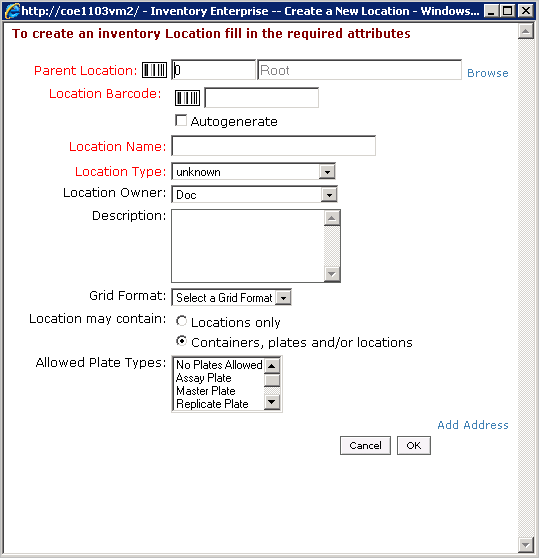 http://coe1103vm2/ - Inventory Enterprise -- Create a New Location - Windows...
To create an inventory Location fill in the required attributes
Parent Location: 0 Root Browse
Location Barcode:
Autogenerate
Location Name:
Location Type: unknown
Location Owner: Doc
Description:
Grid Format: Select a Grid Format
Location may contain: Locations only
Containers, plates and/or locations
Allowed Plate Types: No Plates Allowed
Assay Plate
Master Plate
Replicate Plate
Add Address
Cancel OK